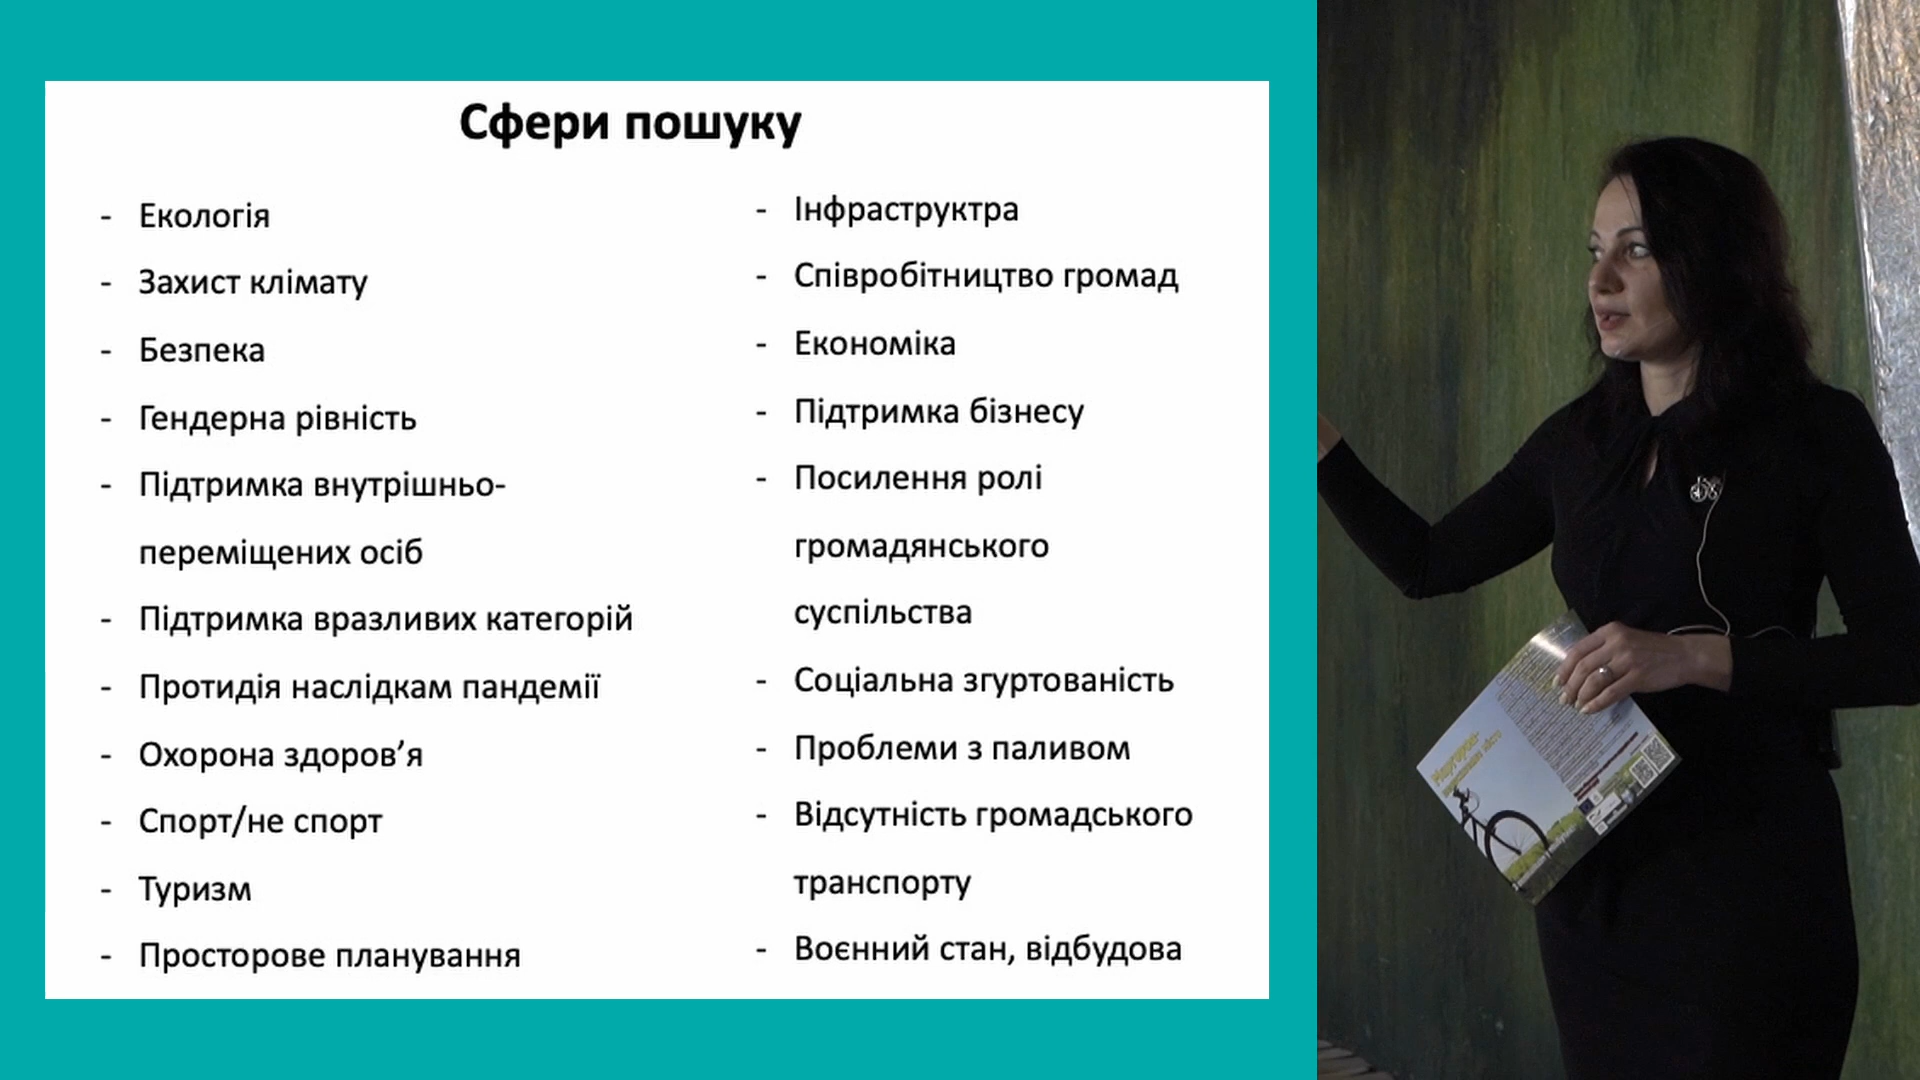 Сфери пошуку
- Екологія
- Захист клімату
- Безпека
- Гендерна рівність
- Підтримка внутрішньо-
переміщених осіб
- Підтримка вразливих категорій
- Протидія наслідкам пандемії
- Охорона здоров’я
- Спорт/не спорт
- Туризм
- Просторове планування
- Інфраструктра
- Співробітництво громад
- Економіка
- Підтримка бізнесу
- Посилення ролі
громадянського
суспільства
- Соціальна згуртованість
- Проблеми з паливом
- Відсутність громадського
транспорту
- Воєнний стан, відбудова